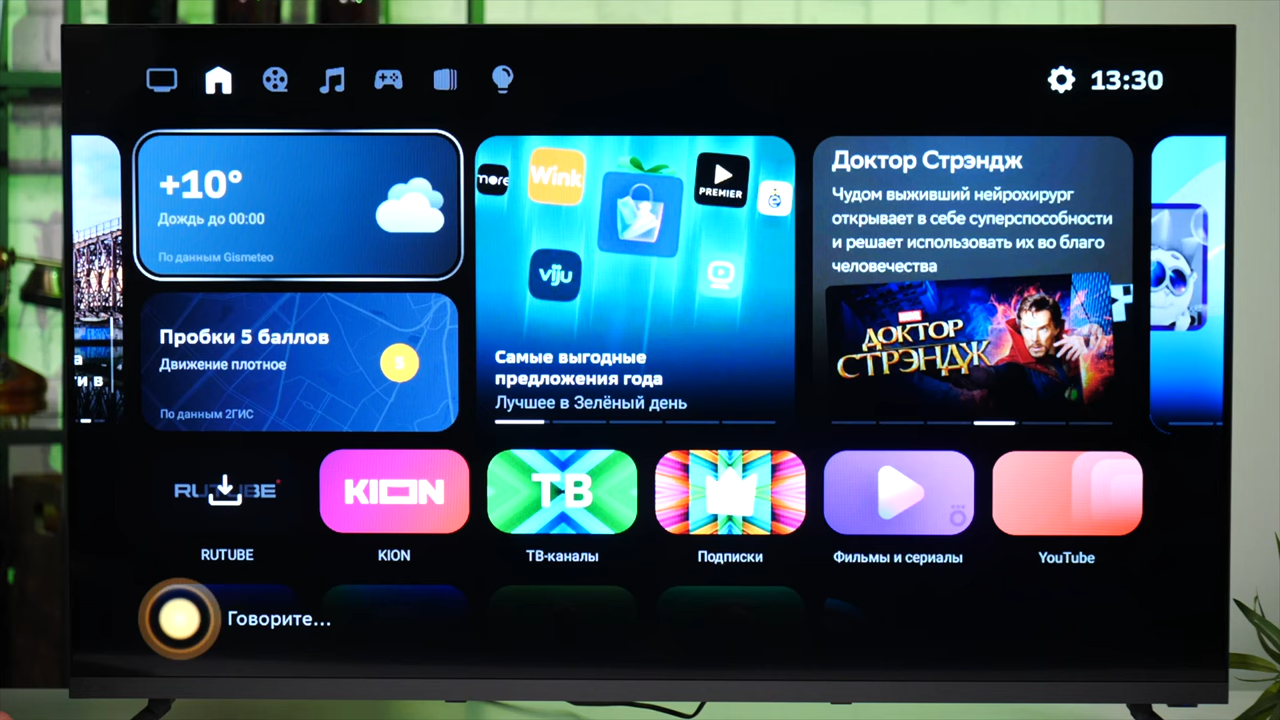 13:30
+10°
Дождь до 00:00
По данным Gismeteo
Пробки 5 баллов
Движение плотное
5
По данным 2ГИС
more
Wink
PREMIER
viju
Самые выгодные
предложения года
Лучшее в Зелёный день
Доктор Стрэндж
Чудом выживший нейрохирург
открывает в себе суперспособности
и решает использовать их во благо
человечества
MARVEL
ДОКТОР
СТРЭНДЖ
а
ти в
RUTUBE
KION
ТВ
RUTUBE
KION
ТВ-каналы
Подписки
Фильмы и сериалы
YouTube
Говорите...